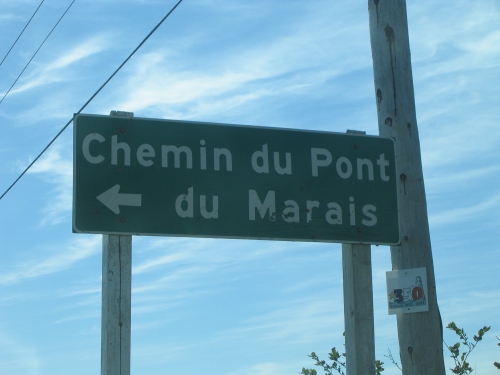 Chemin du Pont
du Marais